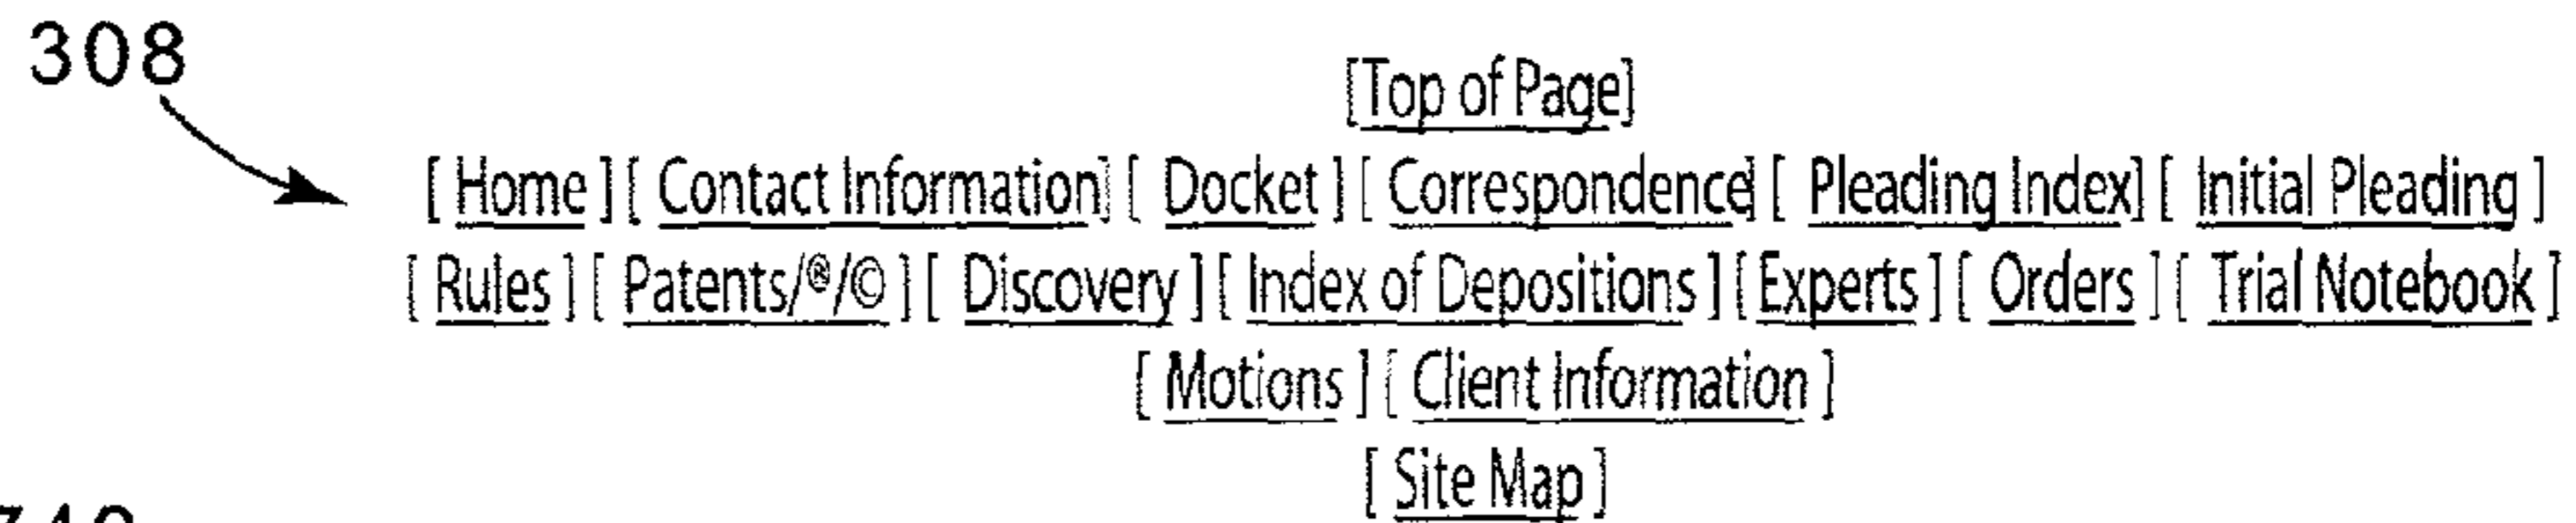 308
[Top of Page]
[ Home ] [ Contact Information] [ Docket ] [ Correspondence] [ Pleading Index] [ Initial Pleading ]
[ Rules ] [ Patents/®/© ] [ Discovery ] [ Index of Depositions ] [ Experts ] [ Orders ] [ Trial Notebook ]
[ Motions ] [ Client Information ]
[ Site Map ]